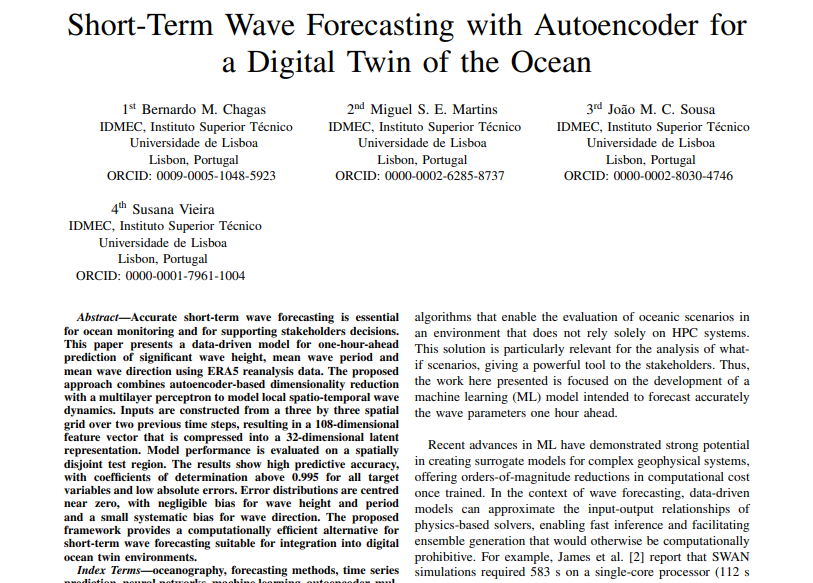 Short-Term Wave Forecasting with Autoencoder for
a Digital Twin of the Ocean
1st Bernardo M. Chagas
IDMEC, Instituto Superior Técnico
Universidade de Lisboa
Lisbon, Portugal
ORCID: 0009-0005-1048-5923
2nd Miguel S. E. Martins
IDMEC, Instituto Superior Técnico
Universidade de Lisboa
Lisbon, Portugal
ORCID: 0000-0002-6285-8737
3rd João M. C. Sousa
IDMEC, Instituto Superior Técnico
Universidade de Lisboa
Lisbon, Portugal
ORCID: 0000-0002-8030-4746
4th Susana Vieira
IDMEC, Instituto Superior Técnico
Universidade de Lisboa
Lisbon, Portugal
ORCID: 0000-0001-7961-1004
Abstract—Accurate short-term wave forecasting is essential
for ocean monitoring and for supporting stakeholders decisions.
This paper presents a data-driven model for one-hour-ahead
prediction of significant wave height, mean wave period and
mean wave direction using ERA5 reanalysis data. The proposed
approach combines autoencoder-based dimensionality reduction
with a multilayer perceptron to model local spatio-temporal wave
dynamics. Inputs are constructed from a three by three spatial
grid over two previous time steps, resulting in a 108-dimensional
feature vector that is compressed into a 32-dimensional latent
representation. Model performance is evaluated on a spatially
disjoint test region. The results show high predictive accuracy,
with coefficients of determination above 0.995 for all target
variables and low absolute errors. Error distributions are centred
near zero, with negligible bias for wave height and period
and a small systematic bias for wave direction. The proposed
framework provides a computationally efficient alternative for
short-term wave forecasting suitable for integration into digital
ocean twin environments.
Index Terms—oceanography, forecasting methods, time series
prediction, neural networks, machine learning, autoencoder, mul-
algorithms that enable the evaluation of oceanic scenarios in
an environment that does not rely solely on HPC systems.
This solution is particularly relevant for the analysis of what-
if scenarios, giving a powerful tool to the stakeholders. Thus,
the work here presented is focused on the development of a
machine learning (ML) model intended to forecast accurately
the wave parameters one hour ahead.
Recent advances in ML have demonstrated strong potential
in creating surrogate models for complex geophysical systems,
offering orders-of-magnitude reductions in computational cost
once trained. In the context of wave forecasting, data-driven
models can approximate the input-output relationships of
physics-based solvers, enabling fast inference and facilitating
ensemble generation that would otherwise be computationally
prohibitive. For example, James et al. [2] report that SWAN
simulations required 583 s on a single-core processor (112 s